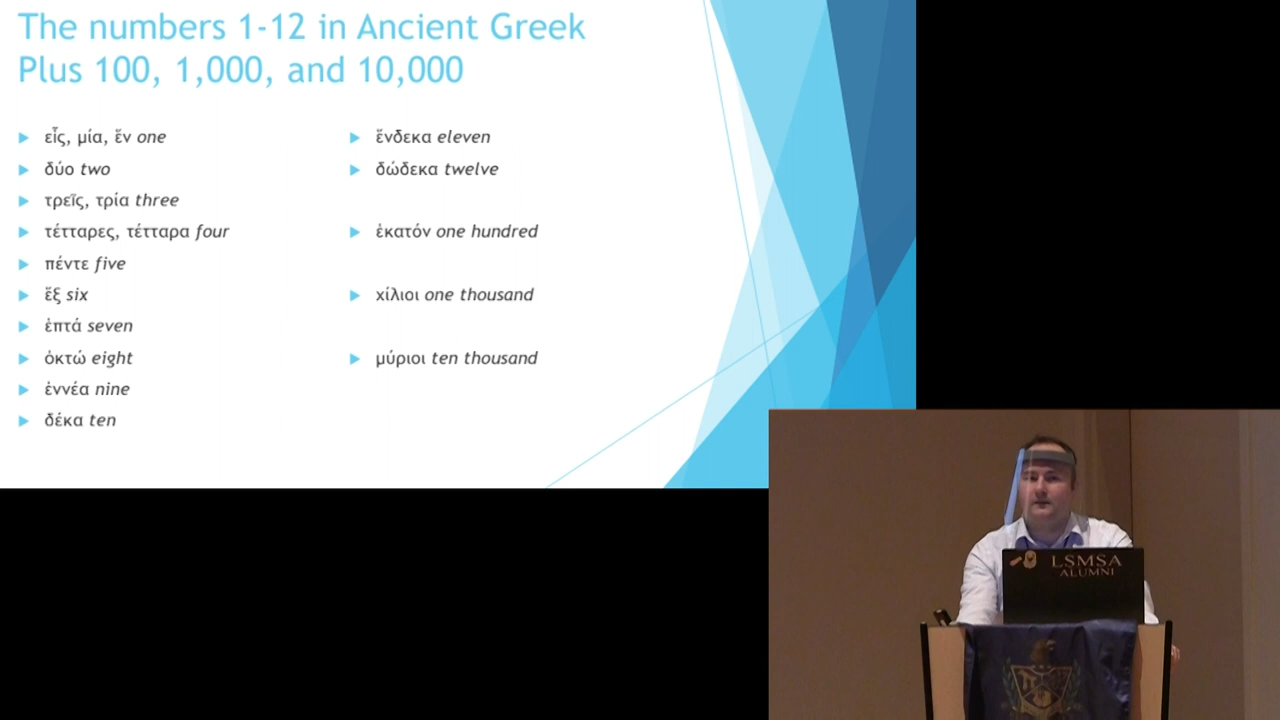 The numbers 1-12 in Ancient Greek
Plus 100, 1,000, and 10,000
εἷς, μία, ἕν one
δύο two
τρεῖς, τρία three
τέτταρες, τέτταρα four
πέντε five
ἕξ six
ἑπτά seven
ὀκτώ eight
ἐννέα nine
δέκα ten
ἕνδεκα eleven
δώδεκα twelve
ἑκατόν one hundred
χίλιοι one thousand
μύριοι ten thousand
LSMSA
ALUMNI